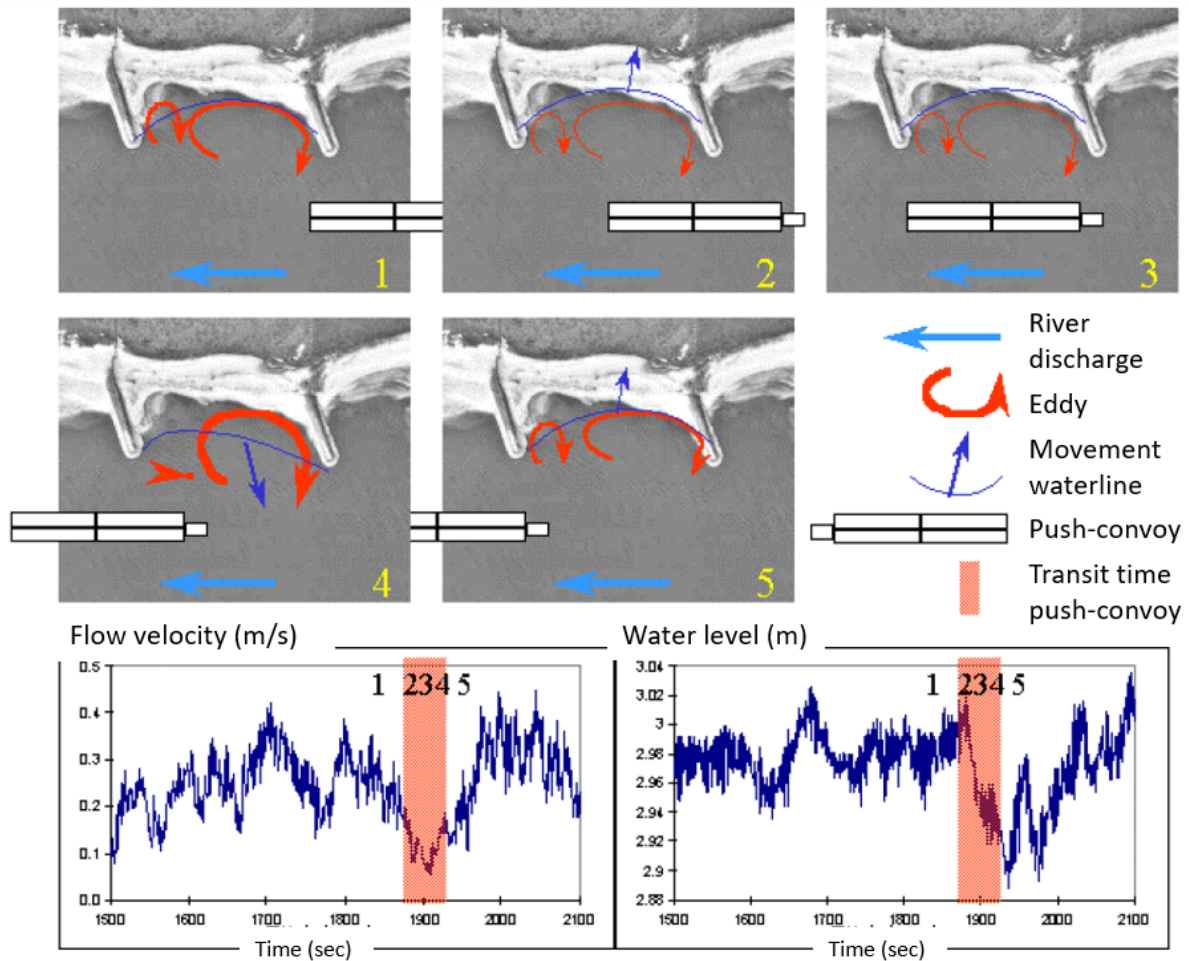 1
2
3
4
5
River
discharge
Eddy
Movement
waterline
Push-convoy
Transit time
push-convoy
Flow velocity (m/s)
0.5
0.4
0.3
0.2
0.1
0.0
1 234 5
1500 1600 1700 1800 1900 2000 2100
Time (sec)
Water level (m)
3.04
3.02
3
2.98
2.96
2.94
2.92
2.9
2.88
1 234 5
1500 1600 1700 1800 1900 2000 2100
Time (sec)